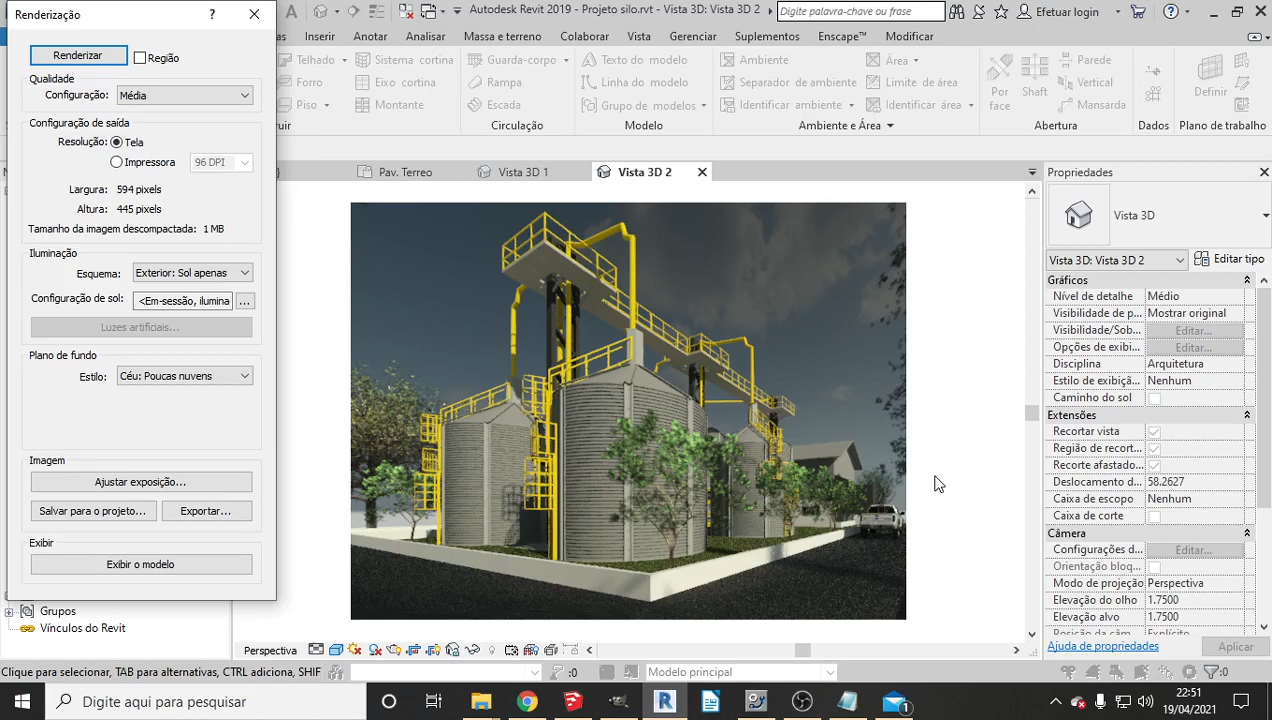 Renderização
Autodesk Revit 2019 - Projeto silo.rvt - Vista 3D: Vista 3D 2
Digite palavra-chave ou frase
Efetuar login
Inserir
Anotar
Analisar
Massa e terreno
Colaborar
Vista
Gerenciar
Suplementos
Enscape™
Modificar
Telhado
Sistema cortina
Guarda-corpo
Texto do modelo
Ambiente
Área
Parede
Forro
Eixo cortina
Rampa
Linha do modelo
Separador de ambiente
Limite de área
Vertical
Piso
Montante
Escada
Grupo de modelos
Identificar ambiente
Identificar área
Por face
Shaft
Mansarda
Definir
Circulação
Modelo
Ambiente e Área
Abertura
Dados
Plano de trabalho
Pav. Terreo
Vista 3D 1
Vista 3D 2
Renderizar
Região
Qualidade
Configuração: Média
Configuração de saída
Resolução: Tela
Impressora
96 DPI
Largura: 594 pixels
Altura: 445 pixels
Tamanho da imagem descompactada: 1 MB
Iluminação
Esquema: Exterior: Sol apenas
Configuração de sol: <Em-sessão, ilumina ...
Luzes artificiais...
Plano de fundo
Estilo: Céu: Poucas nuvens
Imagem
Ajustar exposição...
Salvar para o projeto...
Exportar...
Exibir
Exibir o modelo
Grupos
Vínculos do Revit
Propriedades
Vista 3D
Vista 3D: Vista 3D 2
Editar tipo
Gráficos
Nível de detalhe Médio
Visibilidade de p... Mostrar original
Visibilidade/Sob... Editar...
Opções de exibi... Editar...
Disciplina Arquitetura
Estilo de exibiçã... Nenhum
Caminho do sol
Extensões
Recortar vista
Região de recort...
Recorte afastado...
Deslocamento d... 58.2627
Caixa de escopo Nenhum
Caixa de corte
Câmera
Configurações d... Editar...
Orientação bloq...
Modo de projeção Perspectiva
Elevação do olho 1.7500
Elevação alvo 1.7500
Posição da câm... Explícito
Ajuda de propriedades
Aplicar
Perspectiva
Clique para selecionar, TAB para alternativas, CTRL adiciona, SHIF
:0
Modelo principal
:0
Digite aqui para pesquisar
1
22:51
19/04/2021